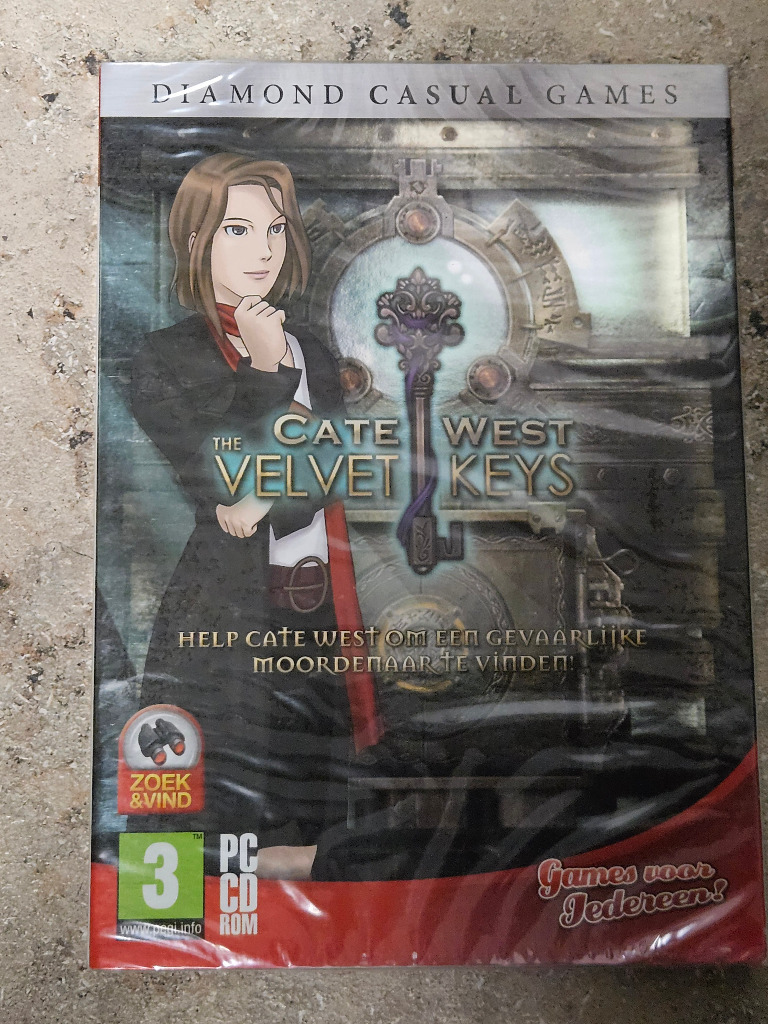 DIAMOND CASUAL GAMES
CATE WEST
THE VELVET KEYS
HELP CATE WEST OM EEN GEVAARLIJKE
MOORDENAAR TE VINDEN!
ZOEK
&VIND
3 TM
www.pegi.info
PC
CD
ROM
Games voor
Iedereen!